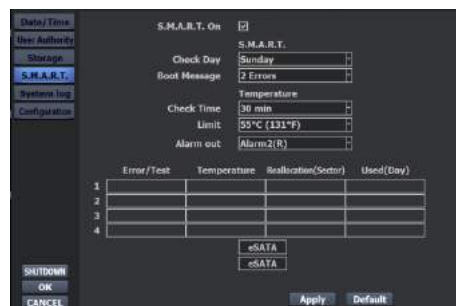 Date/Time
User Authority
Storage
S.M.A.R.T.
System log
Configuration
S.M.A.R.T. On
S.M.A.R.T.
Check Day Sunday
Boot Message 2 Errors
Temperature
Check Time 30 min
Limit 55°C (131°F)
Alarm out Alarm2(R)
Error/Test Temperature Reallocation(Sector) Used(Day)
1
2
3
4
eSATA
eSATA
SHUTDOWN
OK
CANCEL
Apply Default